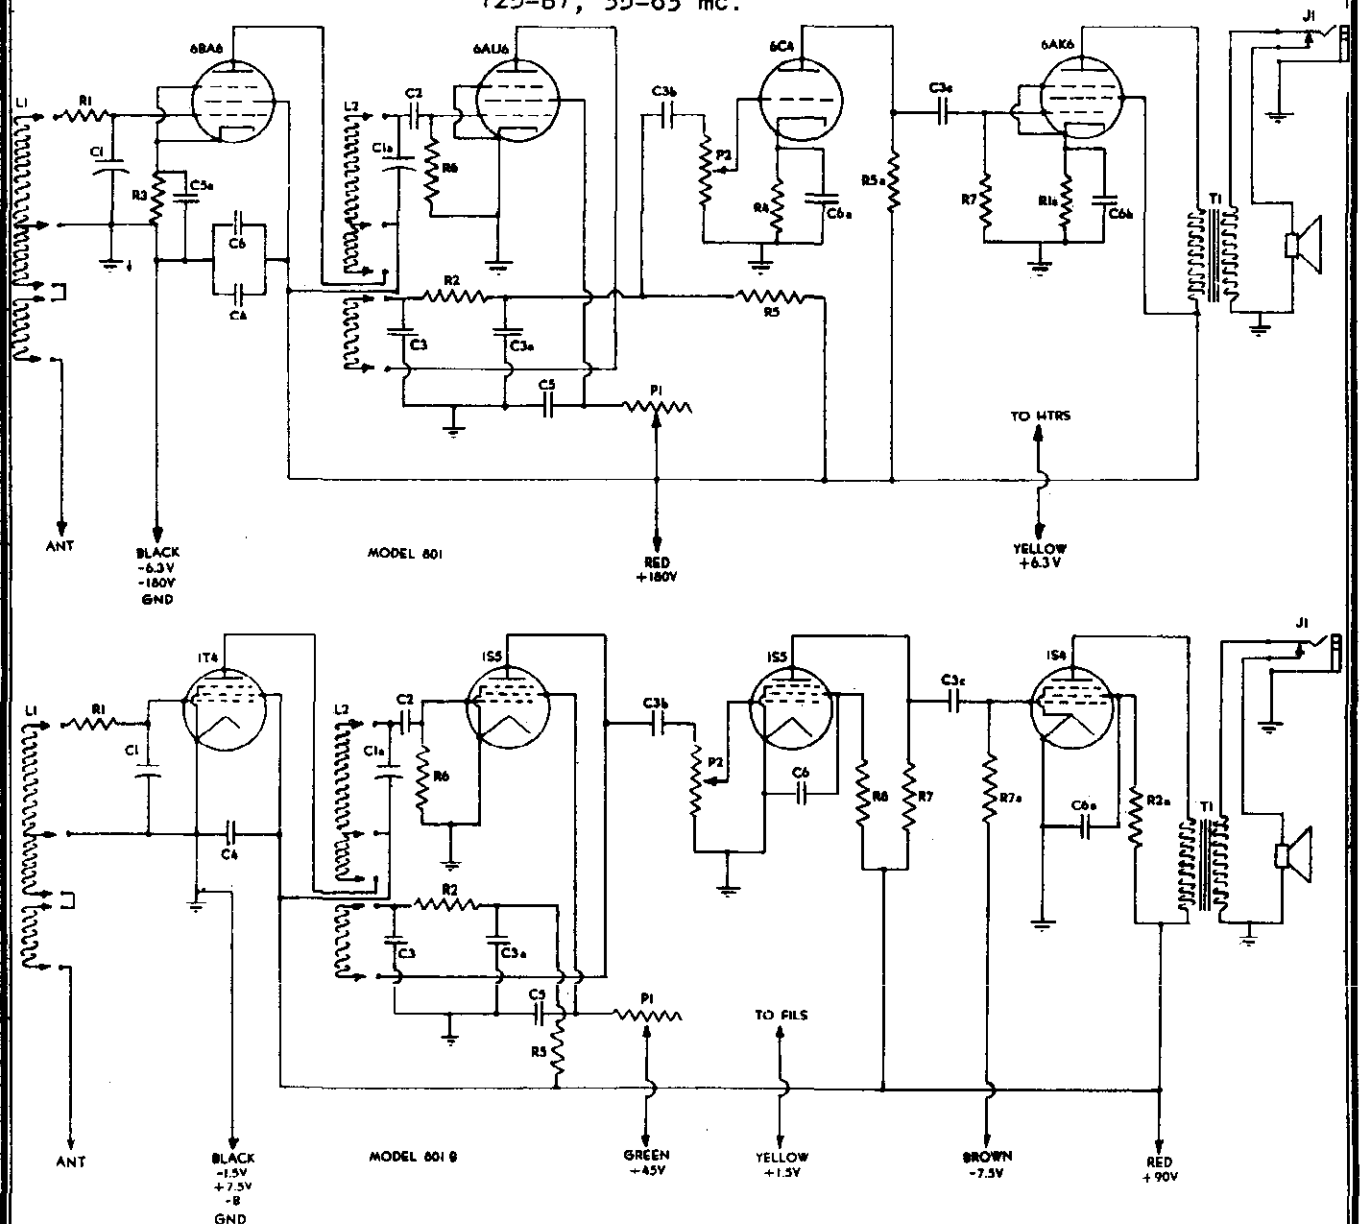 725-B7, 35-65 mc.
J1
6BA6
6AU6
6C4
6AK6
L1
R1
C1
R3
C5a
C6
C4
L2
C2
C1a
R6
C3b
P2
R4
C6a
R5a
C3c
R7
R1a
C6b
T1
R2
C3
C3a
R5
C5
P1
TO HTRS
ANT
BLACK
-6.3V
-180V
GND
MODEL 801
RED
+180V
YELLOW
+6.3V
J1
1T4
1S5
1S5
1S4
L1
R1
C1
C4
L2
C2
C1a
R6
C3b
P2
C6
R8
R7
C3c
R7a
C6a
R2a
T1
R2
C3
C3a
C5
P1
R5
TO FILS
ANT
BLACK
-1.5V
+7.5V
-B
GND
MODEL 801 B
GREEN
+45V
YELLOW
+1.5V
BROWN
-7.5V
RED
+90V